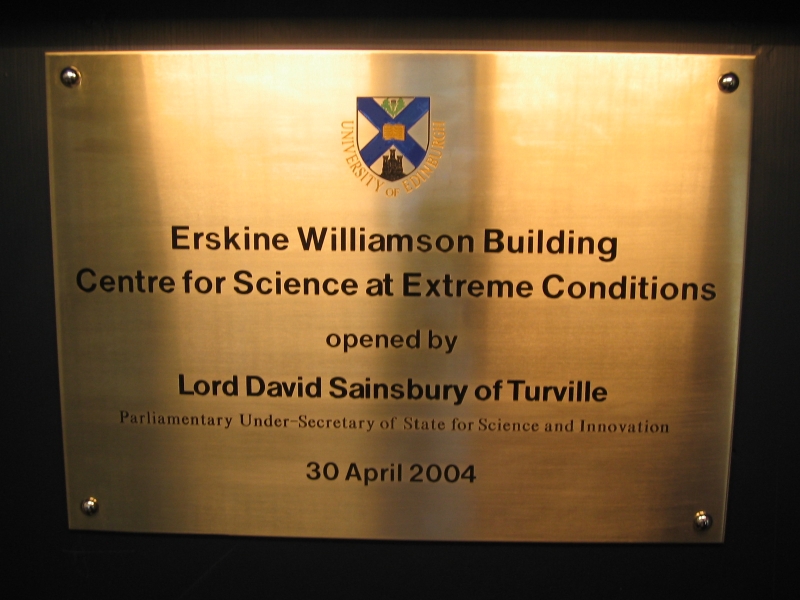 UNIVERSITY OF EDINBURGH
Erskine Williamson Building
Centre for Science at Extreme Conditions
opened by
Lord David Sainsbury of Turville
Parliamentary Under-Secretary of State for Science and Innovation
30 April 2004